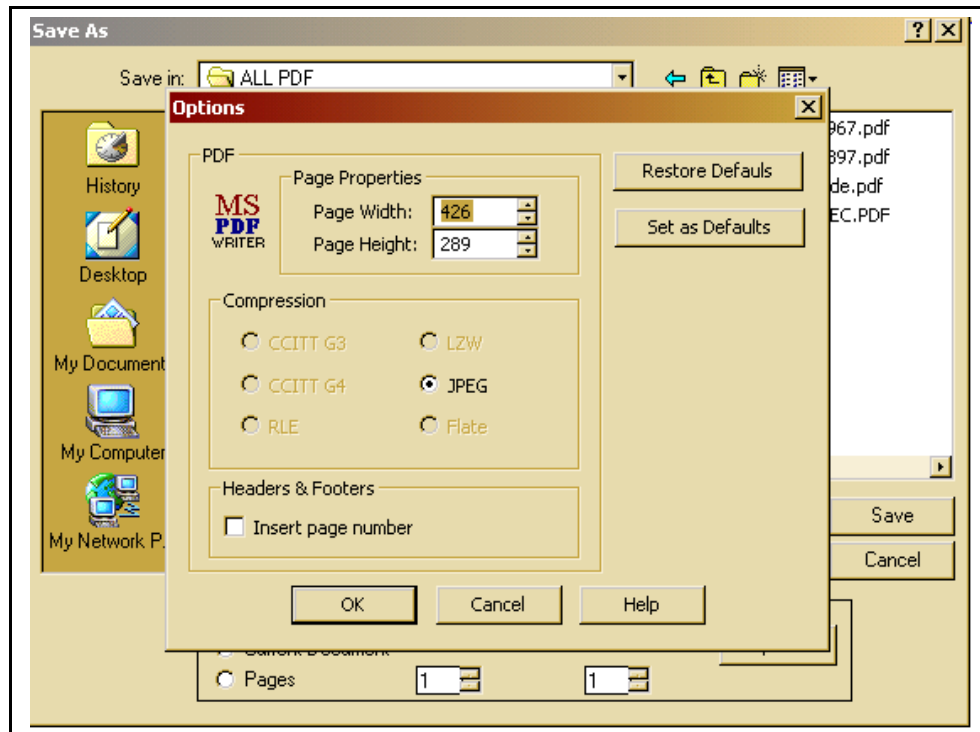 Save As
Save in: ALL PDF
Options
967.pdf
397.pdf
de.pdf
EC.PDF
History
Desktop
My Document
My Computer
My Network P.
PDF
MS
PDF
WRITER
Page Properties
Page Width: 426
Page Height: 289
Restore Defauls
Set as Defaults
Compression
CCITT G3
LZW
CCITT G4
JPEG
RLE
Flate
Headers & Footers
Insert page number
OK
Cancel
Help
Save
Cancel
Current Document
Pages 1 1